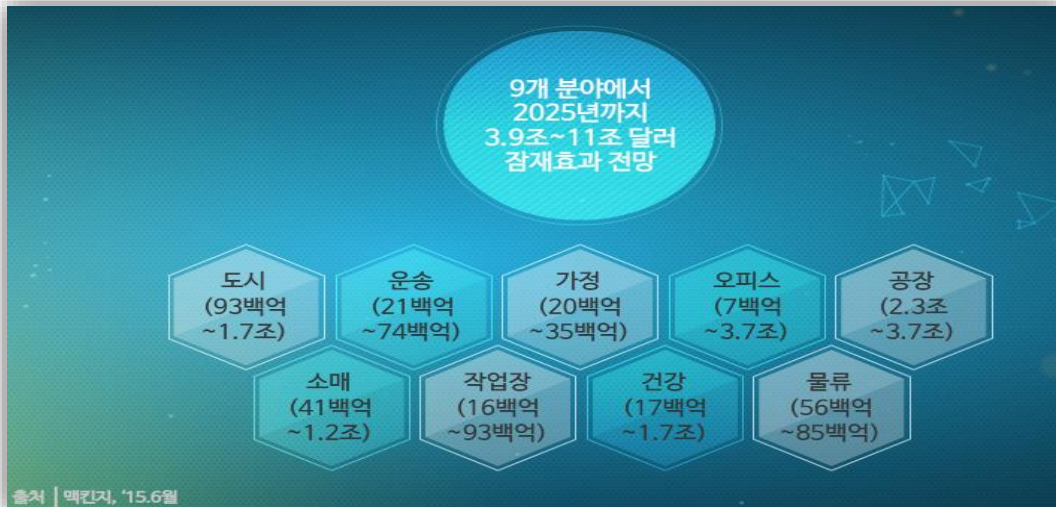 9개 분야에서
2025년까지
3.9조~11조 달러
잠재효과 전망
도시
(93백억
~1.7조)
운송
(21백억
~74백억)
가정
(20백억
~35백억)
오피스
(7백억
~3.7조)
공장
(2.3조
~3.7조)
소매
(41백억
~1.2조)
작업장
(16백억
~93백억)
건강
(17백억
~1.7조)
물류
(56백억
~85백억)
출처 | 맥킨지, '15.6월